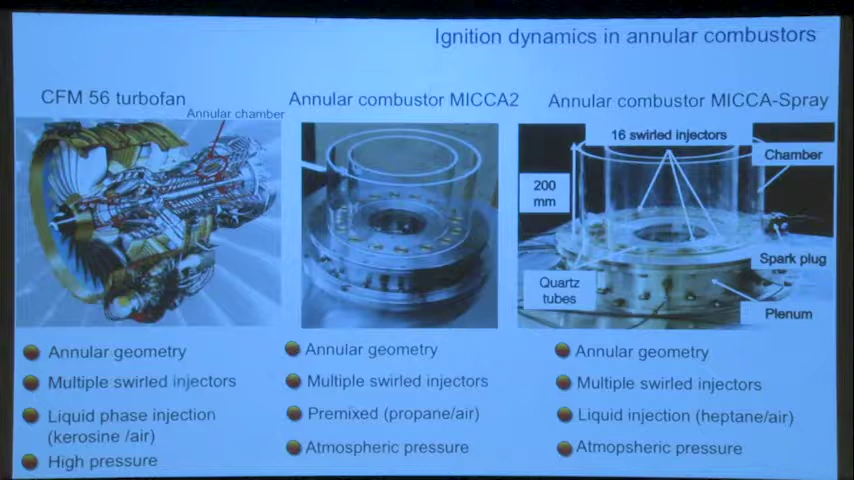 Ignition dynamics in annular combustors
CFM 56 turbofan
Annular chamber
Annular geometry
Multiple swirled injectors
Liquid phase injection
(kerosine /air)
High pressure
Annular combustor MICCA2
Annular geometry
Multiple swirled injectors
Premixed (propane/air)
Atmospheric pressure
Annular combustor MICCA-Spray
16 swirled injectors
Chamber
200
mm
Spark plug
Quartz
tubes
Plenum
Annular geometry
Multiple swirled injectors
Liquid injection (heptane/air)
Atmopsheric pressure